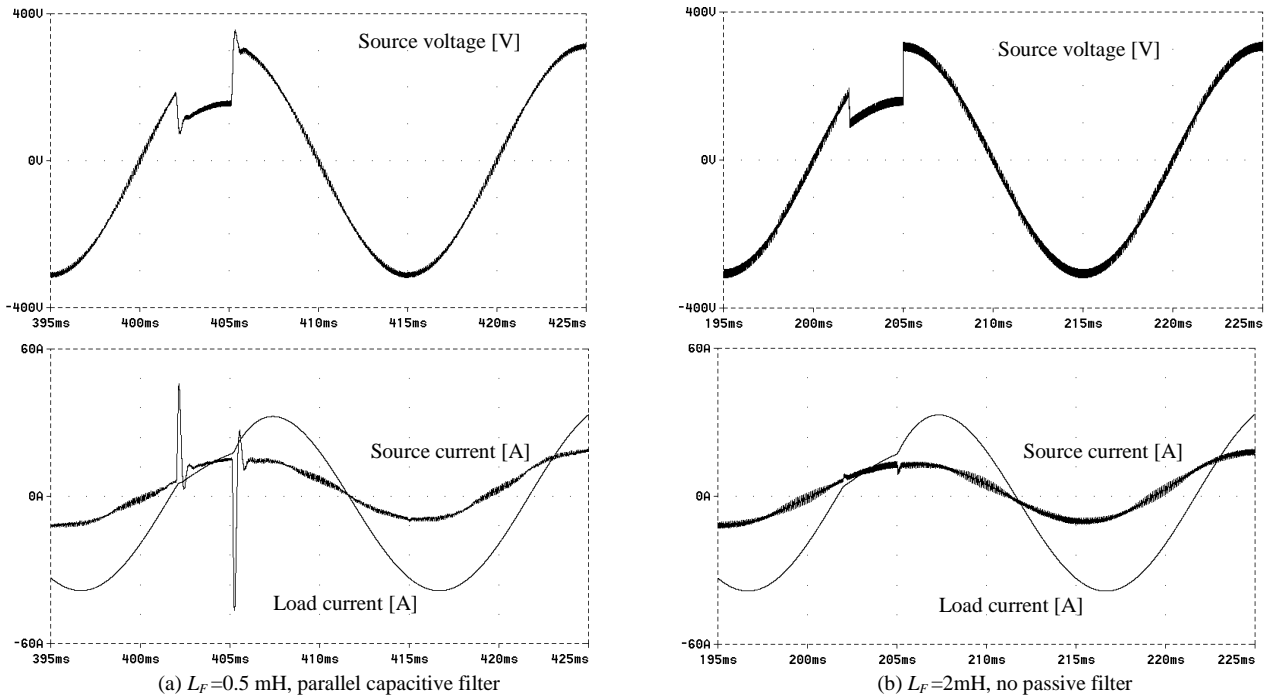 400V
Source voltage [V]
0V
-400V
395ms 400ms 405ms 410ms 415ms 420ms 425ms
60A
Source current [A]
0A
Load current [A]
-60A
395ms 400ms 405ms 410ms 415ms 420ms 425ms
(a) L_F=0.5 mH, parallel capacitive filter
400V
Source voltage [V]
0V
-400V
195ms 200ms 205ms 210ms 215ms 220ms 225ms
60A
Source current [A]
0A
Load current [A]
-60A
195ms 200ms 205ms 210ms 215ms 220ms 225ms
(b) L_F=2mH, no passive filter